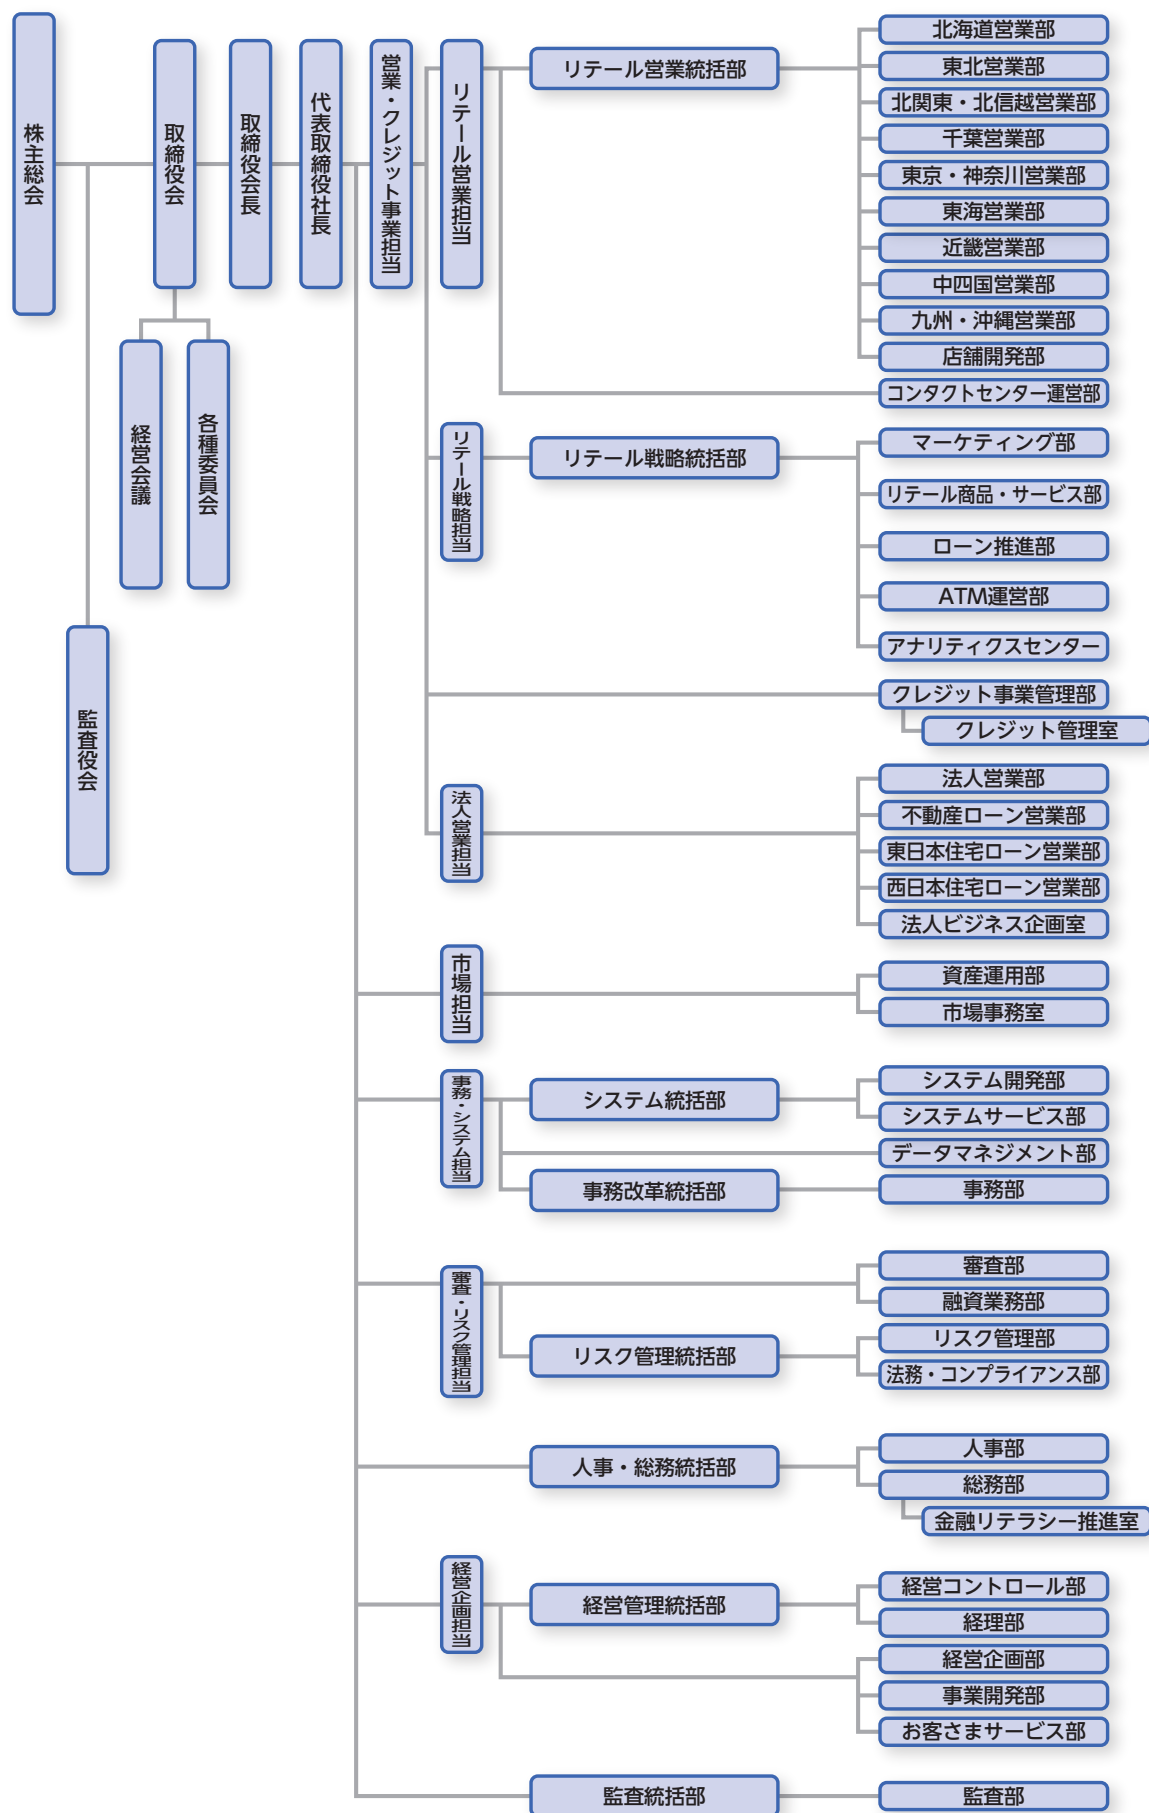 株主総会
取締役会
取締役会長
代表取締役社長
営業・クレジット事業担当
経営会議
各種委員会
監査役会
リテール営業担当
リテール営業統括部
北海道営業部
東北営業部
北関東・北信越営業部
千葉営業部
東京・神奈川営業部
東海営業部
近畿営業部
中四国営業部
九州・沖縄営業部
店舗開発部
コンタクトセンター運営部
リテール戦略担当
リテール戦略統括部
マーケティング部
リテール商品・サービス部
ローン推進部
ATM運営部
アナリティクスセンター
クレジット事業管理部
クレジット管理室
法人営業担当
法人営業部
不動産ローン営業部
東日本住宅ローン営業部
西日本住宅ローン営業部
法人ビジネス企画室
市場担当
資産運用部
市場事務室
事務・システム担当
システム統括部
システム開発部
システムサービス部
データマネジメント部
事務改革統括部
事務部
審査・リスク管理担当
審査部
融資業務部
リスク管理統括部
リスク管理部
法務・コンプライアンス部
人事・総務統括部
人事部
総務部
金融リテラシー推進室
経営企画担当
経営管理統括部
経営コントロール部
経理部
経営企画部
事業開発部
お客さまサービス部
監査統括部
監査部